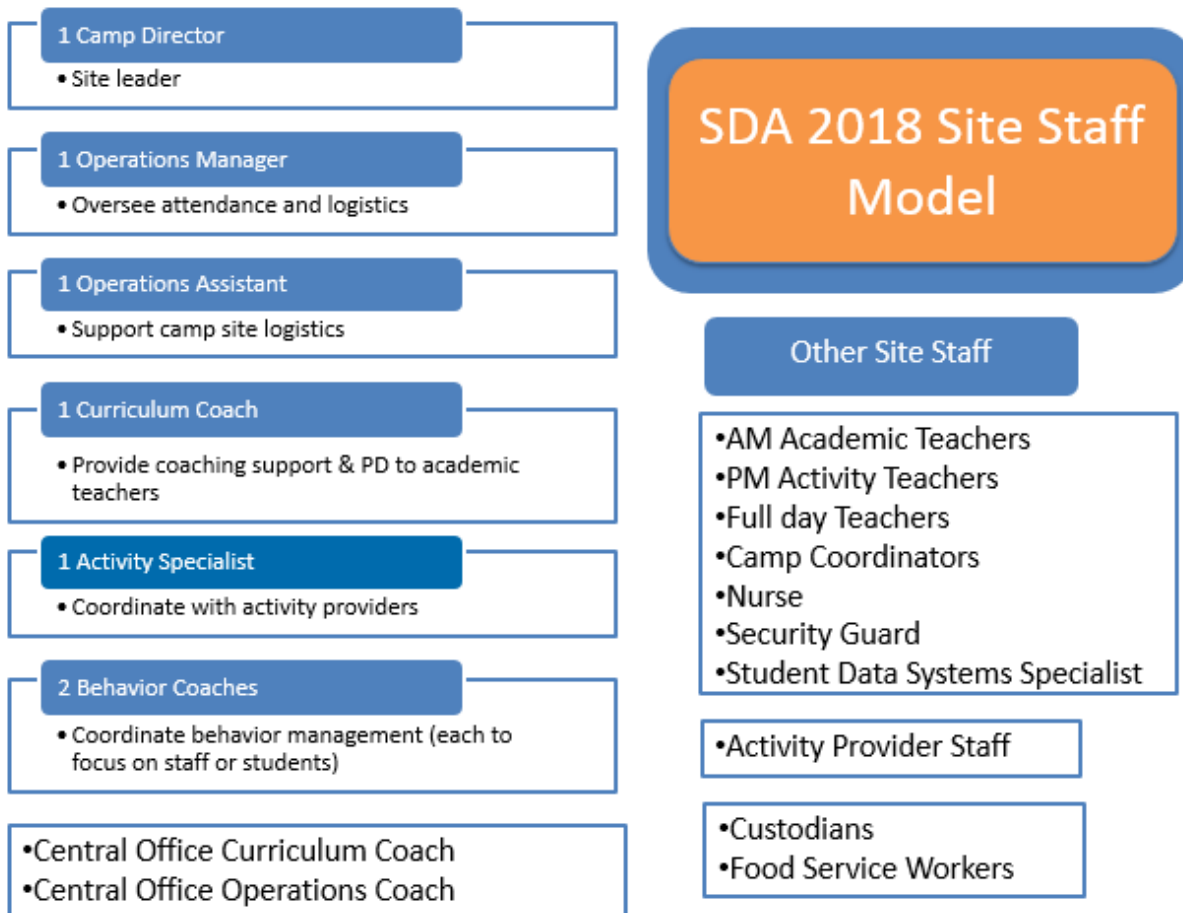 1 Camp Director
• Site leader
1 Operations Manager
• Oversee attendance and logistics
1 Operations Assistant
• Support camp site logistics
1 Curriculum Coach
• Provide coaching support & PD to academic
teachers
1 Activity Specialist
• Coordinate with activity providers
2 Behavior Coaches
• Coordinate behavior management (each to
focus on staff or students)
•Central Office Curriculum Coach
•Central Office Operations Coach
SDA 2018 Site Staff
Model
Other Site Staff
•AM Academic Teachers
•PM Activity Teachers
•Full day Teachers
•Camp Coordinators
•Nurse
•Security Guard
•Student Data Systems Specialist
•Activity Provider Staff
•Custodians
•Food Service Workers